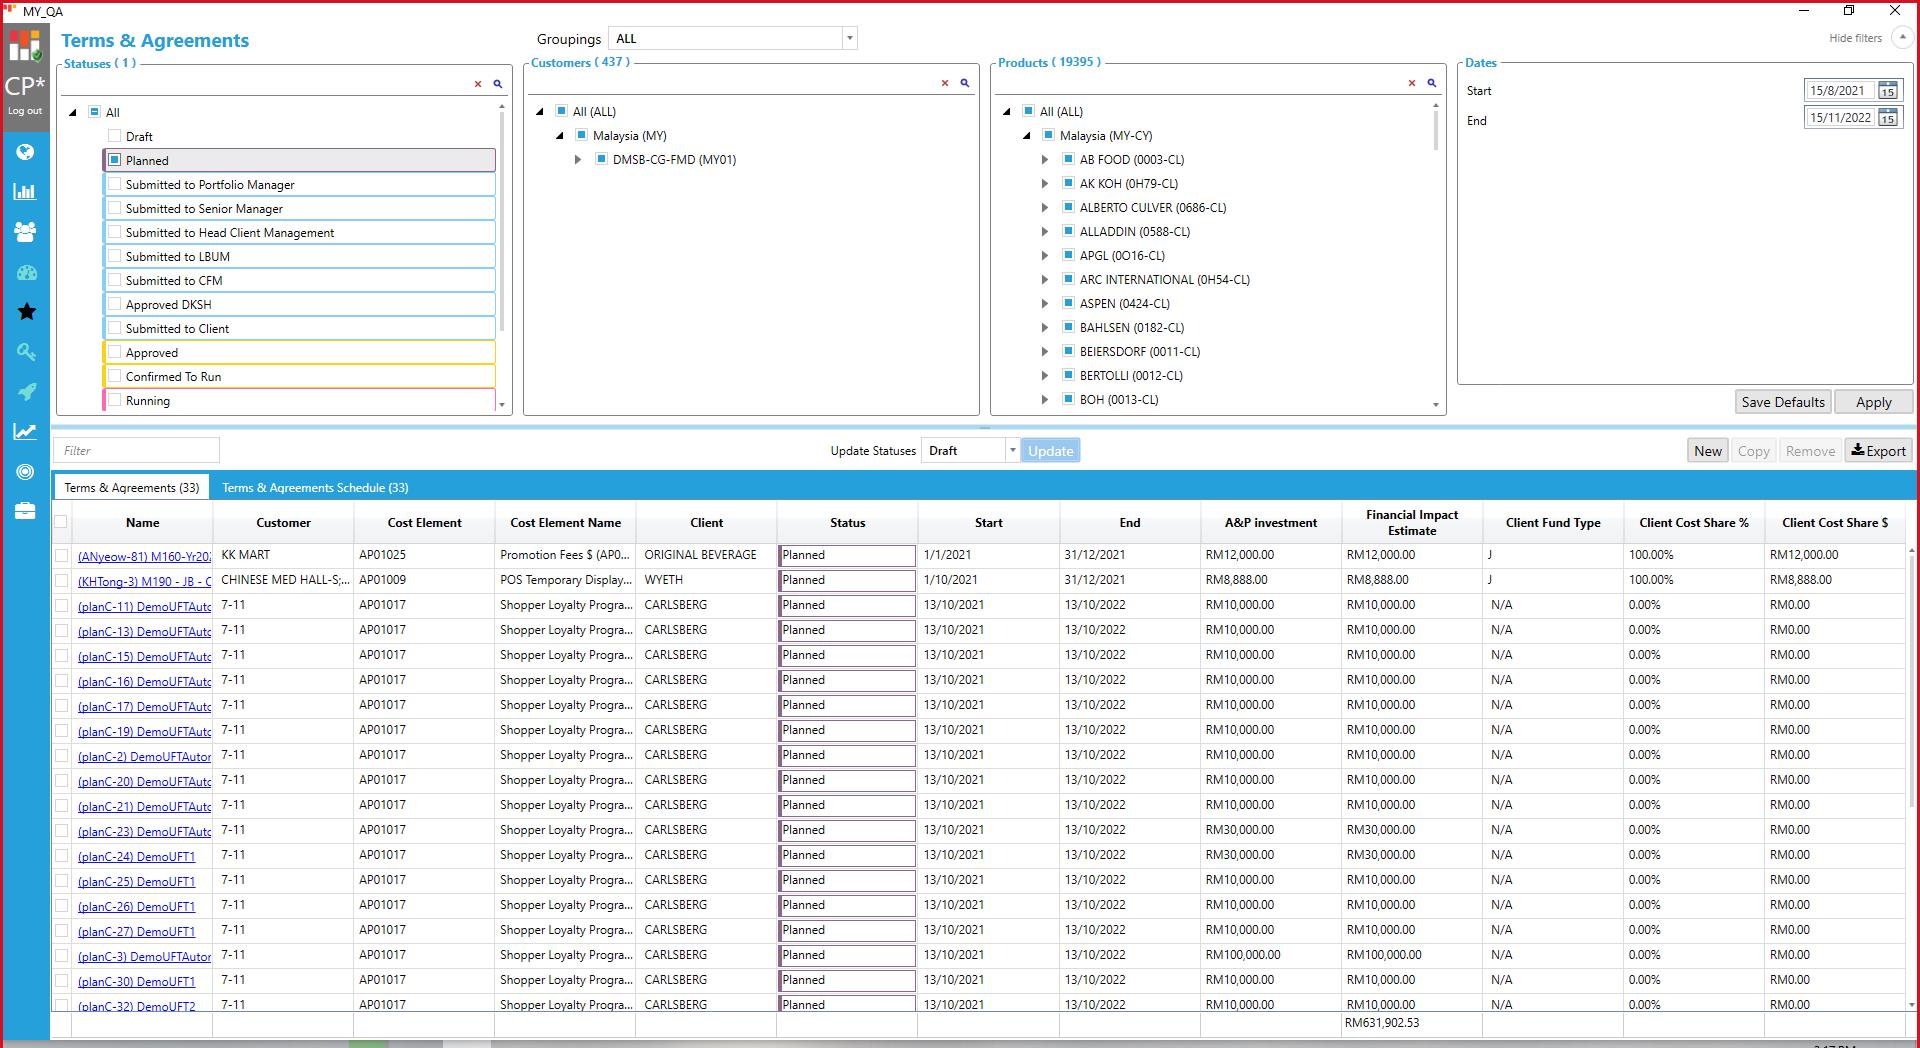 MY_QA
Terms & Agreements
Groupings ALL
Hide filters
CP*
Log out
Statuses ( 1 )
All
Draft
Planned
Submitted to Portfolio Manager
Submitted to Senior Manager
Submitted to Head Client Management
Submitted to LBUM
Submitted to CFM
Approved DKSH
Submitted to Client
Approved
Confirmed To Run
Running
Customers ( 437 )
All (ALL)
Malaysia (MY)
DMSB-CG-FMD (MY01)
Products ( 19395 )
All (ALL)
Malaysia (MY-CY)
AB FOOD (0003-CL)
AK KOH (0H79-CL)
ALBERTO CULVER (0686-CL)
ALLADDIN (0588-CL)
APGL (0O16-CL)
ARC INTERNATIONAL (0H54-CL)
ASPEN (0424-CL)
BAHLSEN (0182-CL)
BEIERSDORF (0011-CL)
BERTOLLI (0012-CL)
BOH (0013-CL)
Dates
Start 15/8/2021 15
End 15/11/2022 15
Save Defaults Apply
Filter Update Statuses Draft Update New Copy Remove Export
Terms & Agreements (33) Terms & Agreements Schedule (33)
Name Customer Cost Element Cost Element Name Client Status Start End A&P investment Financial Impact Estimate Client Fund Type Client Cost Share % Client Cost Share $
(ANyeow-81) M160-Yr202 KK MART AP01025 Promotion Fees $ (AP0... ORIGINAL BEVERAGE Planned 1/1/2021 31/12/2021 RM12,000.00 RM12,000.00 J 100.00% RM12,000.00
(KHTong-3) M190 - JB - C CHINESE MED HALL-S;... AP01009 POS Temporary Display... WYETH Planned 1/10/2021 31/12/2021 RM8,888.00 RM8,888.00 J 100.00% RM8,888.00
(planC-11) DemoUFTAuto 7-11 AP01017 Shopper Loyalty Progra... CARLSBERG Planned 13/10/2021 13/10/2022 RM10,000.00 RM10,000.00 N/A 0.00% RM0.00
(planC-13) DemoUFTAuto 7-11 AP01017 Shopper Loyalty Progra... CARLSBERG Planned 13/10/2021 13/10/2022 RM10,000.00 RM10,000.00 N/A 0.00% RM0.00
(planC-15) DemoUFTAuto 7-11 AP01017 Shopper Loyalty Progra... CARLSBERG Planned 13/10/2021 13/10/2022 RM10,000.00 RM10,000.00 N/A 0.00% RM0.00
(planC-16) DemoUFTAuto 7-11 AP01017 Shopper Loyalty Progra... CARLSBERG Planned 13/10/2021 13/10/2022 RM10,000.00 RM10,000.00 N/A 0.00% RM0.00
(planC-17) DemoUFTAuto 7-11 AP01017 Shopper Loyalty Progra... CARLSBERG Planned 13/10/2021 13/10/2022 RM10,000.00 RM10,000.00 N/A 0.00% RM0.00
(planC-19) DemoUFTAuto 7-11 AP01017 Shopper Loyalty Progra... CARLSBERG Planned 13/10/2021 13/10/2022 RM10,000.00 RM10,000.00 N/A 0.00% RM0.00
(planC-2) DemoUFTAutor 7-11 AP01017 Shopper Loyalty Progra... CARLSBERG Planned 13/10/2021 13/10/2022 RM10,000.00 RM10,000.00 N/A 0.00% RM0.00
(planC-20) DemoUFTAuto 7-11 AP01017 Shopper Loyalty Progra... CARLSBERG Planned 13/10/2021 13/10/2022 RM10,000.00 RM10,000.00 N/A 0.00% RM0.00
(planC-21) DemoUFTAuto 7-11 AP01017 Shopper Loyalty Progra... CARLSBERG Planned 13/10/2021 13/10/2022 RM10,000.00 RM10,000.00 N/A 0.00% RM0.00
(planC-23) DemoUFTAuto 7-11 AP01017 Shopper Loyalty Progra... CARLSBERG Planned 13/10/2021 13/10/2022 RM30,000.00 RM30,000.00 N/A 0.00% RM0.00
(planC-24) DemoUFT1 7-11 AP01017 Shopper Loyalty Progra... CARLSBERG Planned 13/10/2021 13/10/2022 RM30,000.00 RM30,000.00 N/A 0.00% RM0.00
(planC-25) DemoUFT1 7-11 AP01017 Shopper Loyalty Progra... CARLSBERG Planned 13/10/2021 13/10/2022 RM10,000.00 RM10,000.00 N/A 0.00% RM0.00
(planC-26) DemoUFT1 7-11 AP01017 Shopper Loyalty Progra... CARLSBERG Planned 13/10/2021 13/10/2022 RM10,000.00 RM10,000.00 N/A 0.00% RM0.00
(planC-27) DemoUFT1 7-11 AP01017 Shopper Loyalty Progra... CARLSBERG Planned 13/10/2021 13/10/2022 RM10,000.00 RM10,000.00 N/A 0.00% RM0.00
(planC-3) DemoUFTAutor 7-11 AP01017 Shopper Loyalty Progra... CARLSBERG Planned 13/10/2021 13/10/2022 RM100,000.00 RM100,000.00 N/A 0.00% RM0.00
(planC-30) DemoUFT1 7-11 AP01017 Shopper Loyalty Progra... CARLSBERG Planned 13/10/2021 13/10/2022 RM10,000.00 RM10,000.00 N/A 0.00% RM0.00
(planC-32) DemoUFT2 7-11 AP01017 Shopper Loyalty Progra... CARLSBERG Planned 13/10/2021 13/10/2022 RM10,000.00 RM10,000.00 N/A 0.00% RM0.00
RM631,902.53